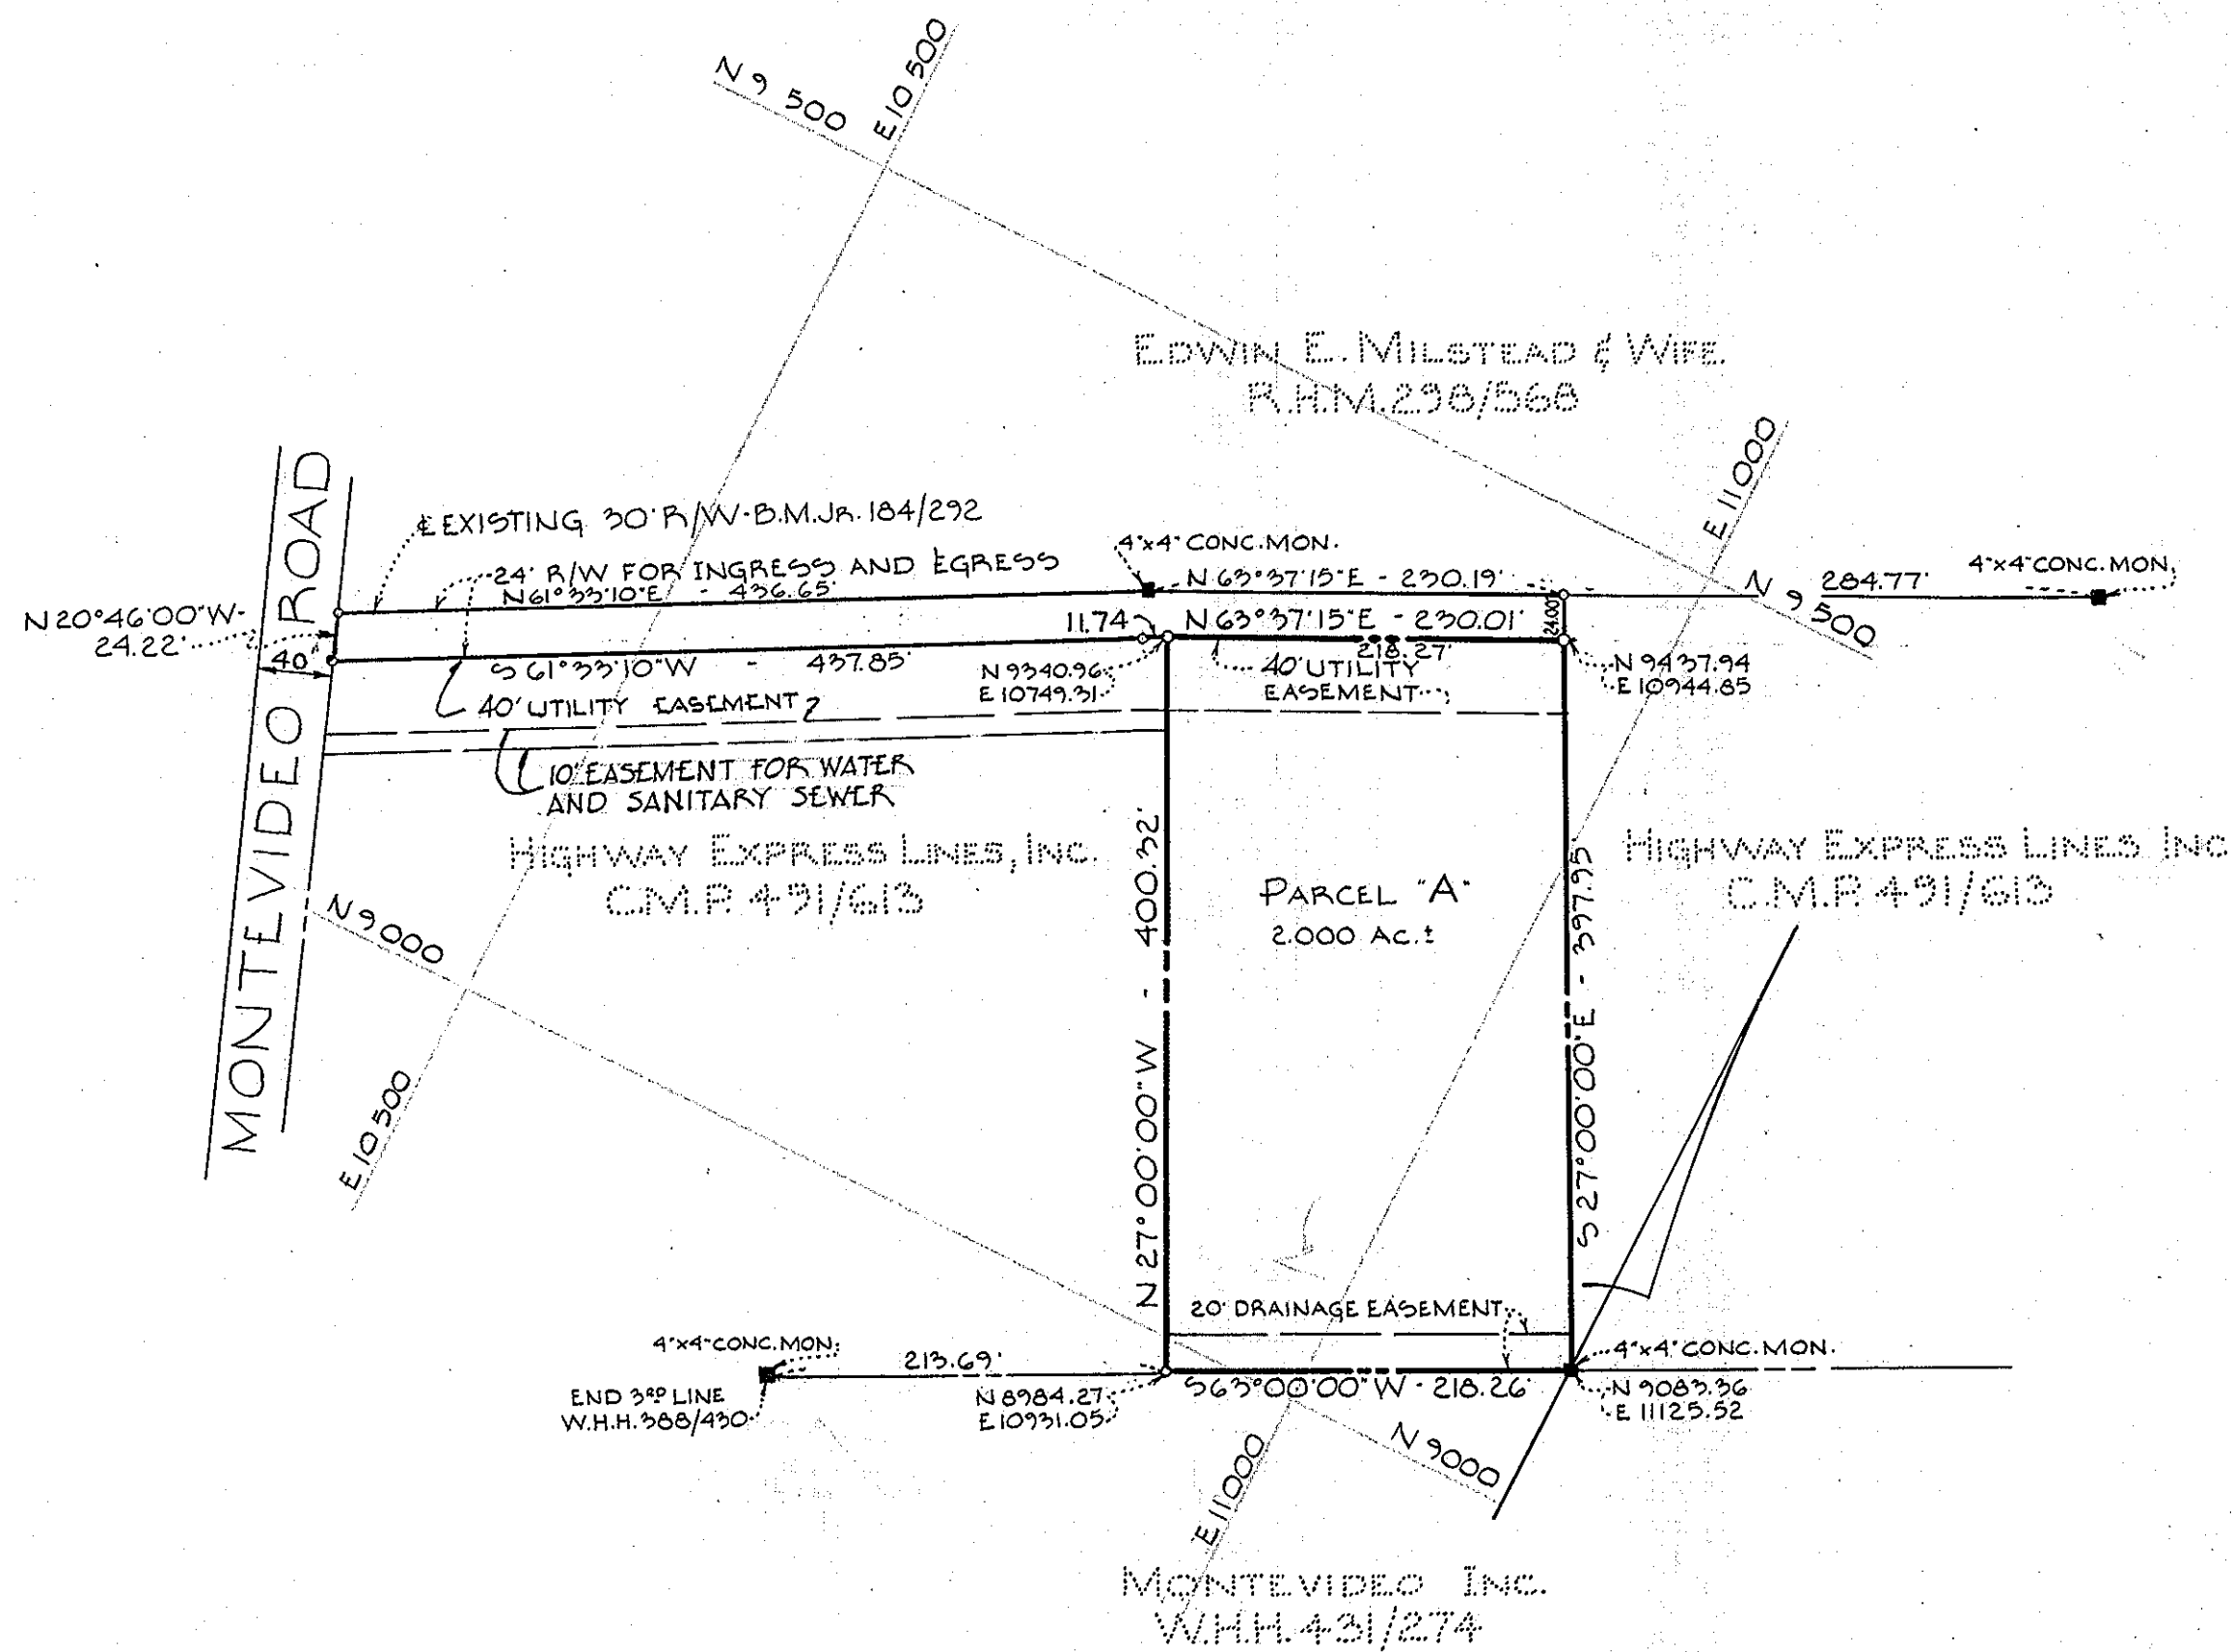 N 9 500
E 10 500
EDWIN E. MILSTEAD & WIFE.
R.H.M. 298/568
E 11 000
N 9 500
℄ EXISTING 30' R/W-B.M.JR. 184/292
24' R/W FOR INGRESS AND EGRESS
N 61°33'10"E - 436.65'
4"x4" CONC. MON.
N 63°37'15"E - 230.19'
284.77'
4"x4" CONC. MON.
N 20°46'00"W-
24.22'
40'
11.74
N 63°37'15"E - 230.01'
218.27'
24.00'
S 61°33'10"W - 437.85'
N 9340.96
E 10749.31
40' UTILITY
EASEMENT
N 9437.94
E 10944.85
40' UTILITY EASEMENT
10' EASEMENT FOR WATER
AND SANITARY SEWER
MONTEVIDEO ROAD
HIGHWAY EXPRESS LINES, INC.
C.M.P. 491/613
N 9 000
E 10 500
N 27°00'00"W - 400.32'
PARCEL "A"
2.000 AC.±
S 27°00'00"E - 397.95
HIGHWAY EXPRESS LINES, INC
C.M.P. 491/613
20' DRAINAGE EASEMENT
4"x4" CONC. MON.
213.69'
END 3RD LINE
W.H.H. 388/430
N 8984.27
E 10931.05
S 63°00'00"W - 218.26'
4"x4" CONC. MON.
N 9083.36
E 11125.52
E 11000
N 9000
MONTEVIDEO INC.
W.H.H. 431/274